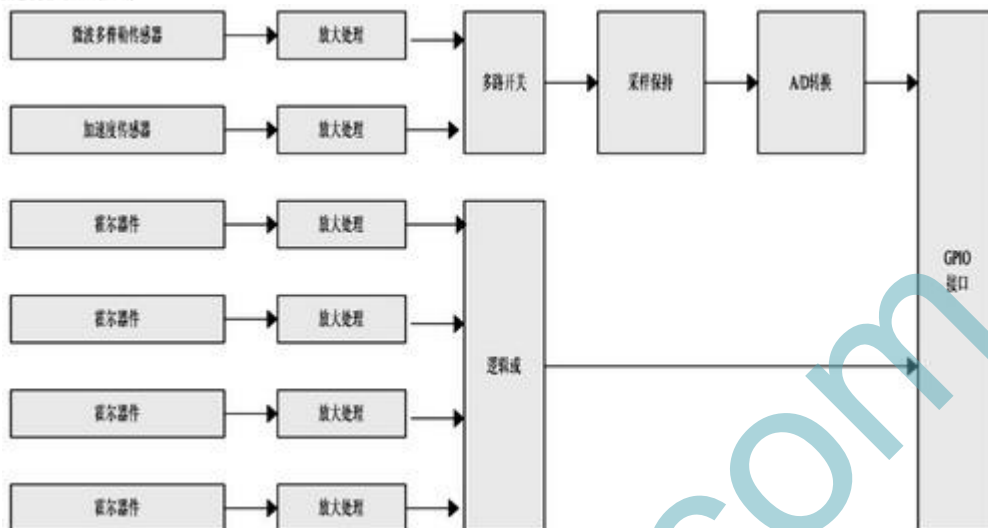 微波多普勒传感器
放大处理
多路开关
采样保持
A/D转换
加速度传感器
放大处理
霍尔器件
放大处理
GPIO
接口
霍尔器件
放大处理
逻辑或
霍尔器件
放大处理
霍尔器件
放大处理
com